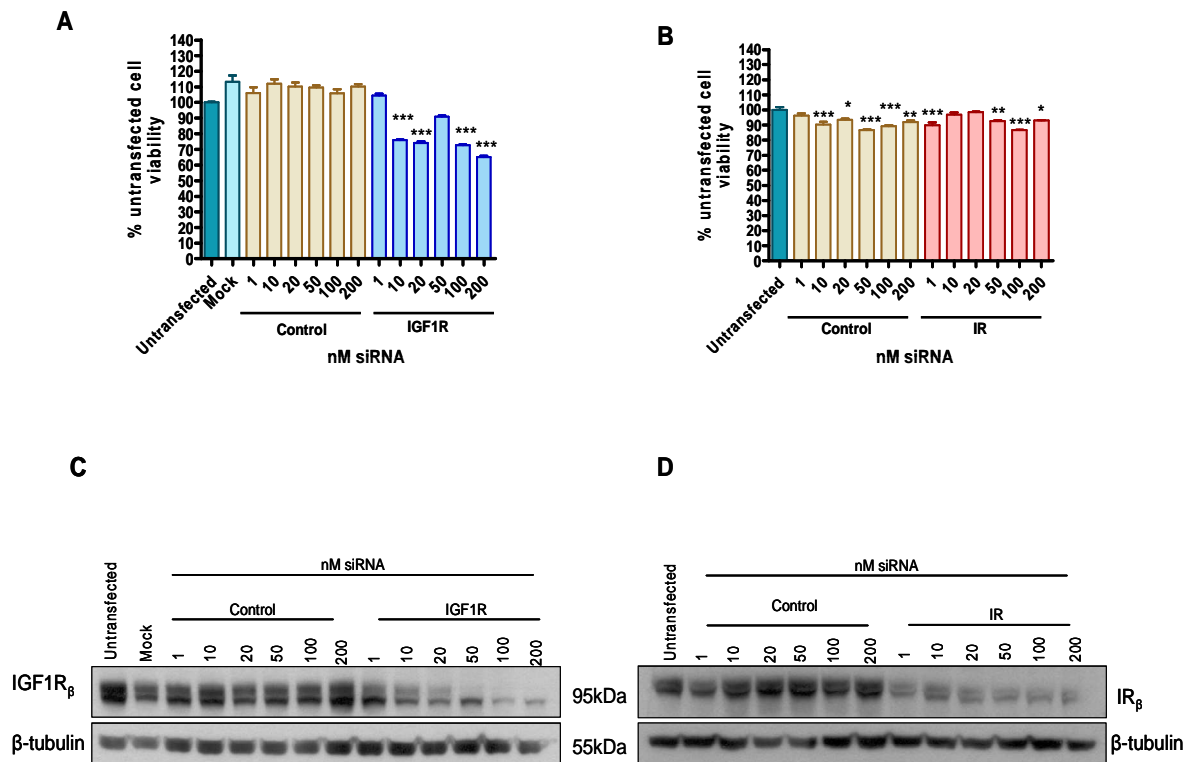 A
140
130
120
110
100
90
80
70
60
50
40
30
20
10
0
% untransfected cell
viability
*** *** *** ***
Untransfected Mock 1 10 20 50 100 200 1 10 20 50 100 200
Control IGF1R
nM siRNA
B
140
130
120
110
100
90
80
70
60
50
40
30
20
10
0
% untransfected cell
viability
*** * *** *** ** *** ** *** *
Untransfected 1 10 20 50 100 200 1 10 20 50 100 200
Control IR
nM siRNA
C
nM siRNA
Control IGF1R
Untransfected Mock 1 10 20 50 100 200 1 10 20 50 100 200
IGF1Rβ 95kDa
β-tubulin 55kDa
D
nM siRNA
Control IR
Untransfected 1 10 20 50 100 200 1 10 20 50 100 200
IRβ
β-tubulin